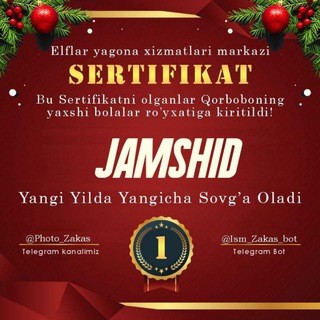 Elflar yagona xizmatlari markazi
SERTIFIKAT
Bu Sertifikatni olganlar Qorboboning
yaxshi bolalar ro'yxatiga kiritildi!
JAMSHID
Yangi Yilda Yangicha Sovg'a Oladi
@Photo_Zakas
Telegram Kanalimiz
1
@Ism_Zakas_bot
Telegram Bot